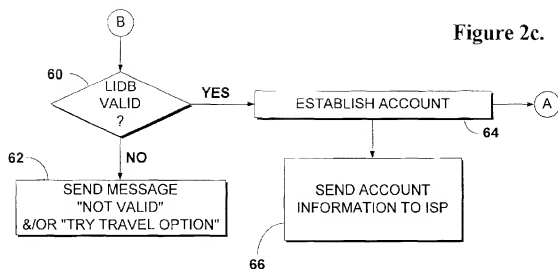 B
Figure 2c.
60
LIDB
VALID
?
YES
ESTABLISH ACCOUNT
A
64
NO
62
SEND MESSAGE
"NOT VALID"
&/OR "TRY TRAVEL OPTION"
SEND ACCOUNT
INFORMATION TO ISP
66